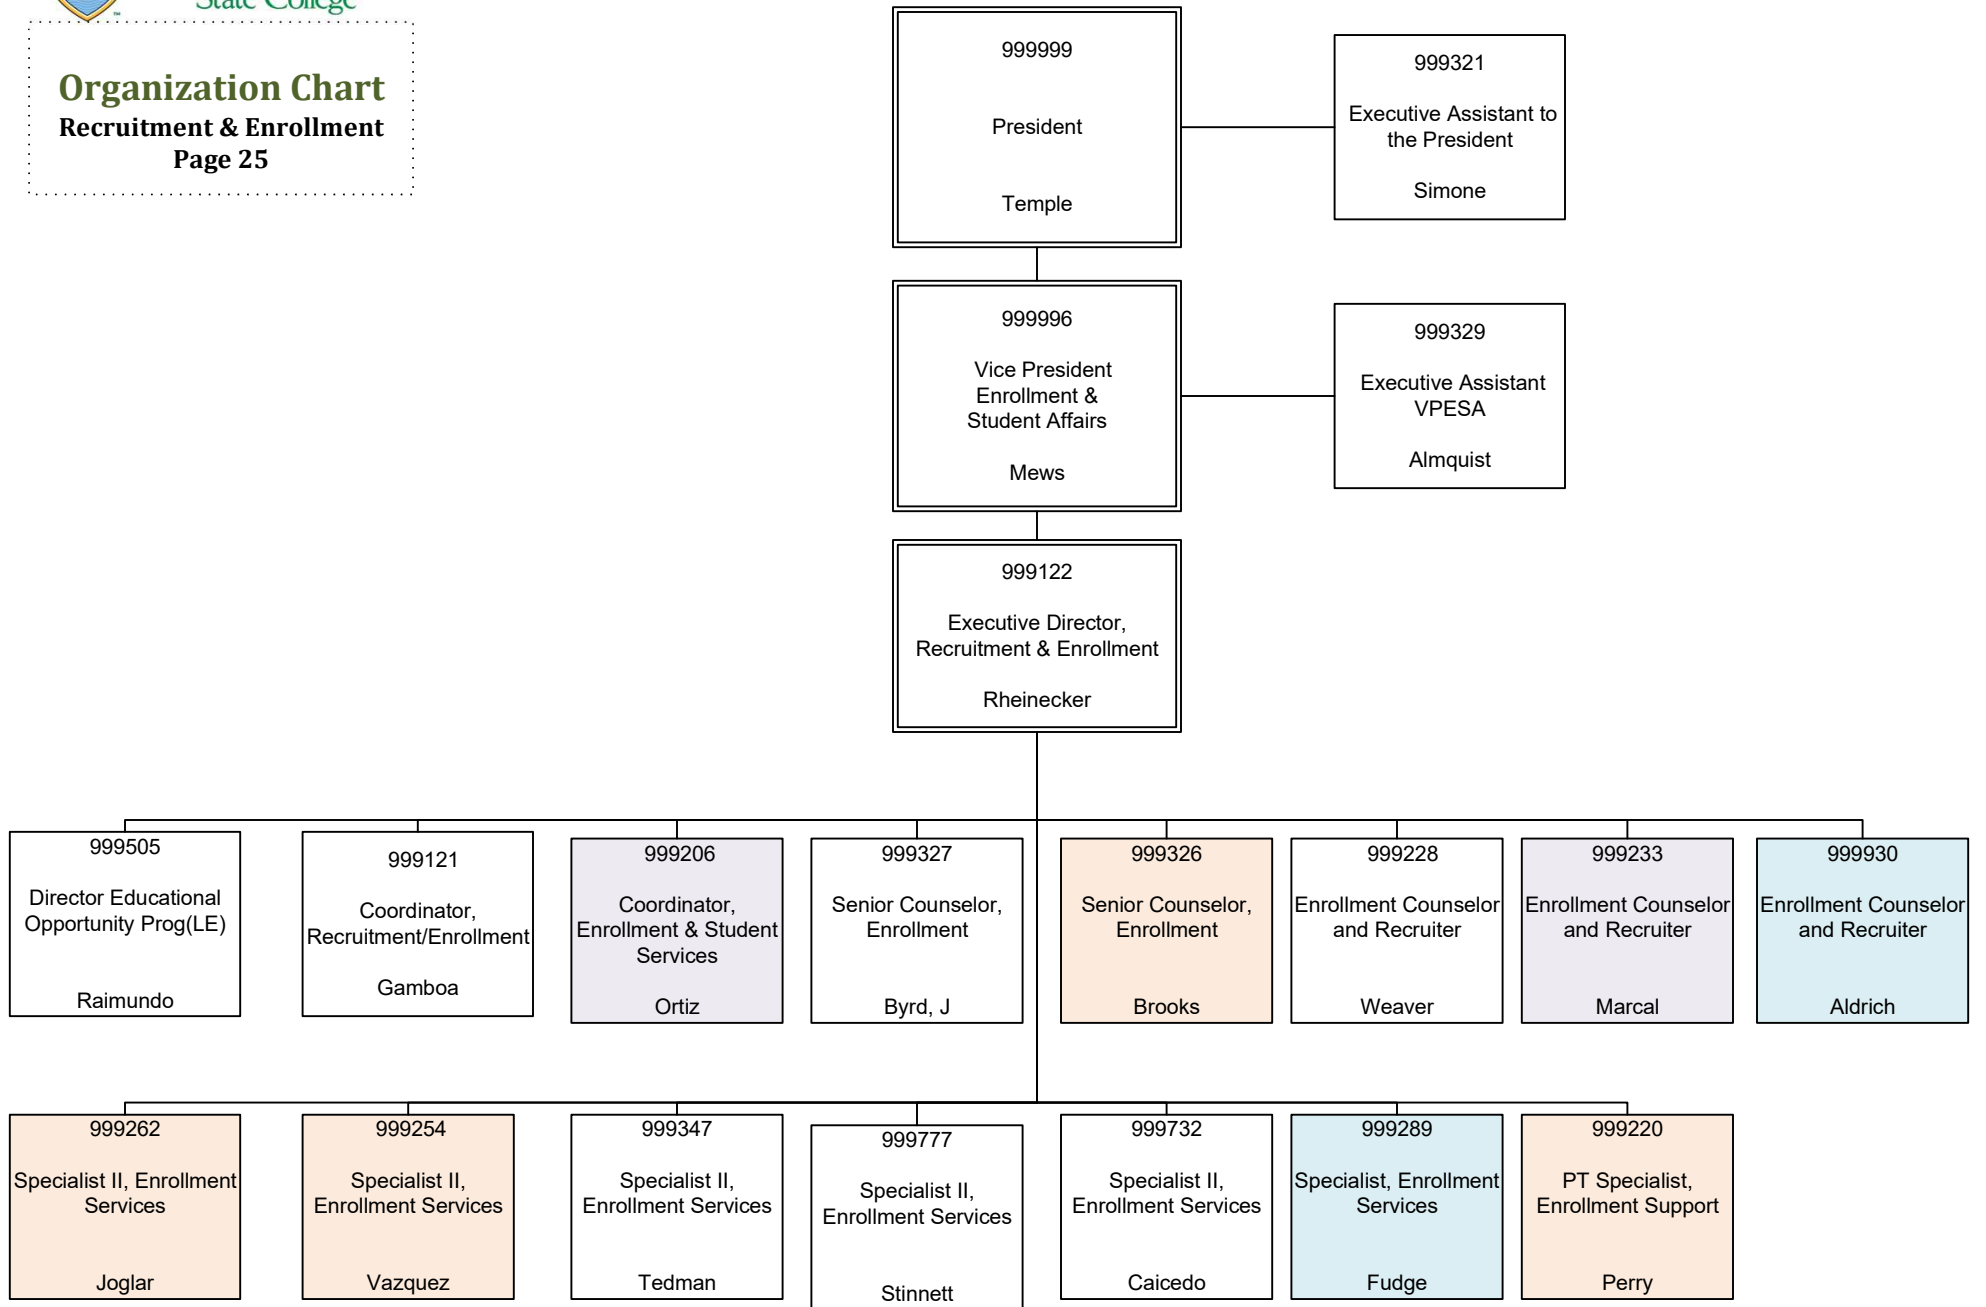 State College
™
Organization Chart
Recruitment & Enrollment
Page 25
999999
President
Temple
999321
Executive Assistant to
the President
Simone
999996
Vice President
Enrollment &
Student Affairs
Mews
999329
Executive Assistant
VPESA
Almquist
999122
Executive Director,
Recruitment & Enrollment
Rheinecker
999505
Director Educational
Opportunity Prog(LE)
Raimundo
999121
Coordinator,
Recruitment/Enrollment
Gamboa
999206
Coordinator,
Enrollment & Student
Services
Ortiz
999327
Senior Counselor,
Enrollment
Byrd, J
999326
Senior Counselor,
Enrollment
Brooks
999228
Enrollment Counselor
and Recruiter
Weaver
999233
Enrollment Counselor
and Recruiter
Marcal
999930
Enrollment Counselor
and Recruiter
Aldrich
999262
Specialist II, Enrollment
Services
Joglar
999254
Specialist II,
Enrollment Services
Vazquez
999347
Specialist II,
Enrollment Services
Tedman
999777
Specialist II,
Enrollment Services
Stinnett
999732
Specialist II,
Enrollment Services
Caicedo
999289
Specialist, Enrollment
Services
Fudge
999220
PT Specialist,
Enrollment Support
Perry